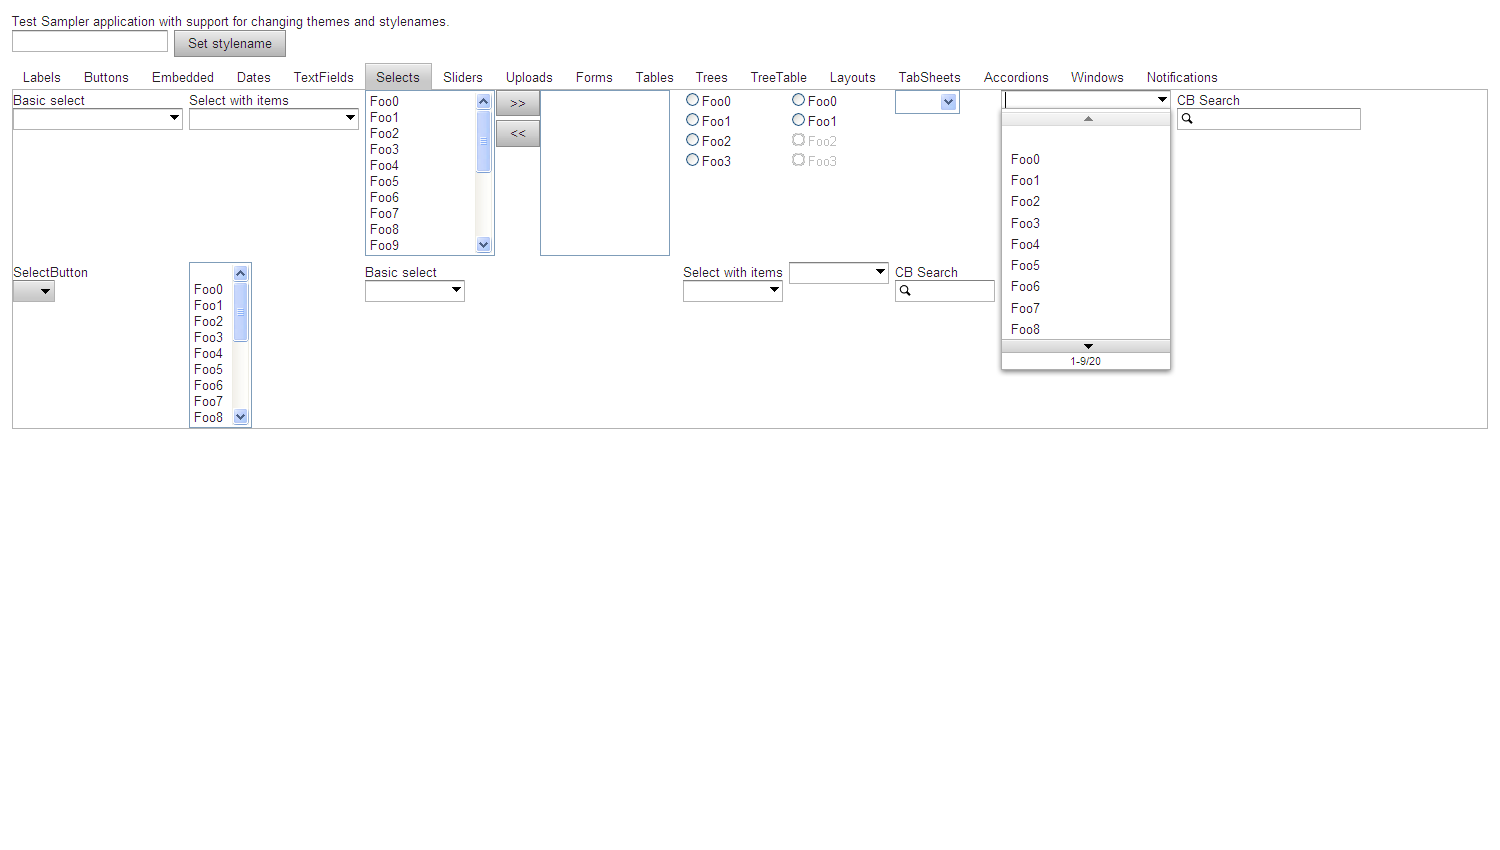 Test Sampler application with support for changing themes and stylenames.
Set stylename
Labels Buttons Embedded Dates TextFields Selects Sliders Uploads Forms Tables Trees TreeTable Layouts TabSheets Accordions Windows Notifications
Basic select
Select with items
Foo0
Foo1
Foo2
Foo3
Foo4
Foo5
Foo6
Foo7
Foo8
Foo9
>>
<<
Foo0
Foo1
Foo2
Foo3
Foo0
Foo1
Foo2
Foo3
Foo0
Foo1
Foo2
Foo3
Foo4
Foo5
Foo6
Foo7
Foo8
1-9/20
CB Search
SelectButton
Foo0
Foo1
Foo2
Foo3
Foo4
Foo5
Foo6
Foo7
Foo8
Basic select
Select with items
CB Search